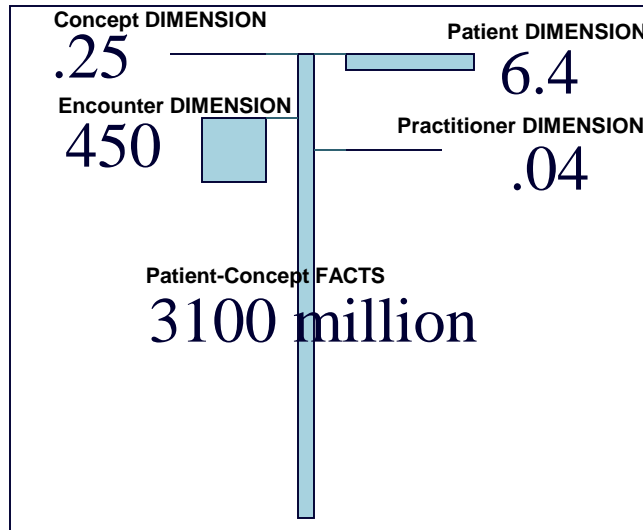 Concept DIMENSION
.25
Patient DIMENSION
6.4
Encounter DIMENSION
450
Practitioner DIMENSION
.04
Patient-Concept FACTS
3100 million